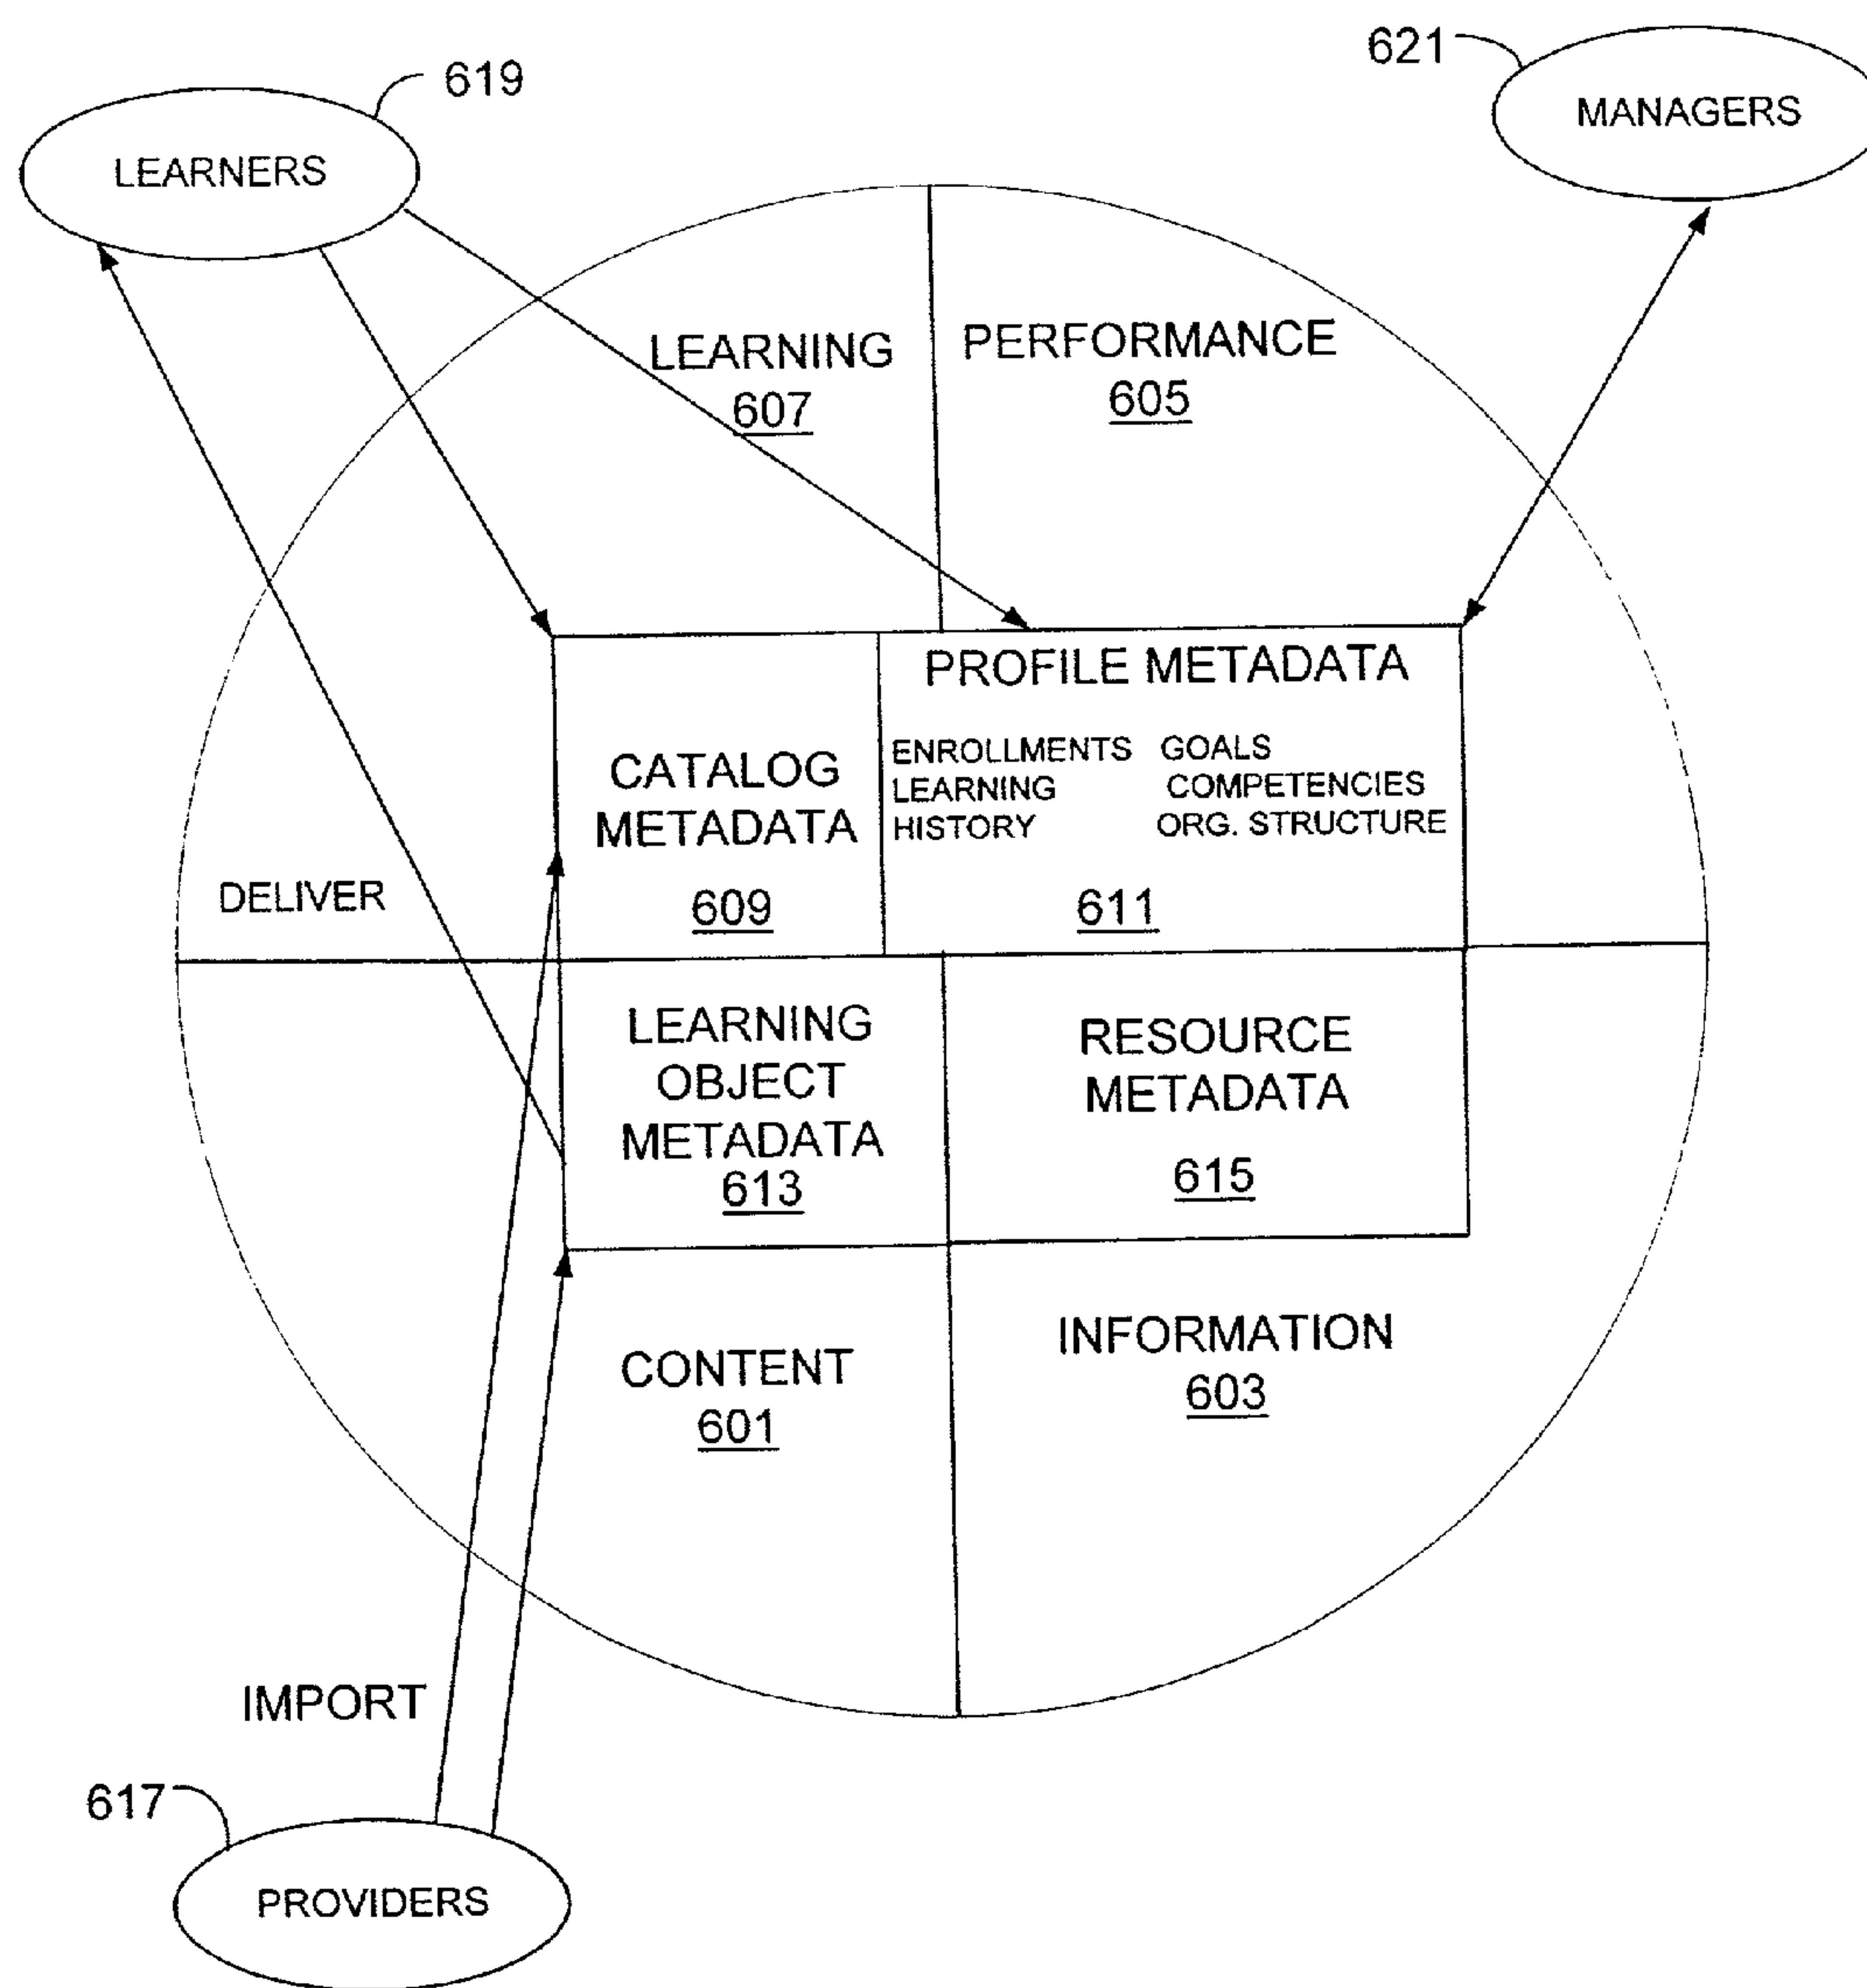 621
MANAGERS
619
LEARNERS
LEARNING
607
PERFORMANCE
605
PROFILE METADATA
CATALOG
METADATA
609
ENROLLMENTS GOALS
LEARNING COMPETENCIES
HISTORY ORG. STRUCTURE
611
DELIVER
LEARNING
OBJECT
METADATA
613
RESOURCE
METADATA
615
CONTENT
601
INFORMATION
603
IMPORT
617
PROVIDERS